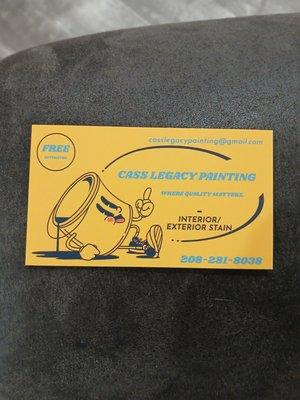 casslegacypainting@gmail.com
FREE
ESTIMATES
CASS LEGACY PAINTING
WHERE QUALITY MATTERS.
INTERIOR/
EXTERIOR STAIN
208-281-8038